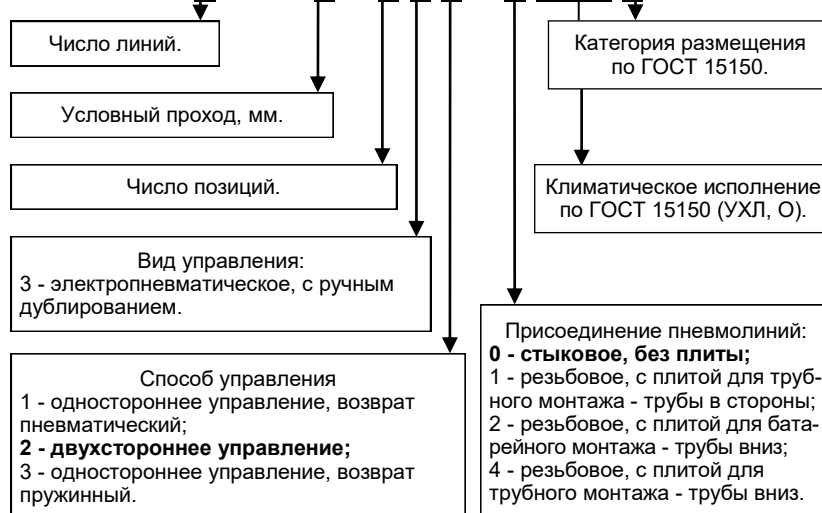 Число линий.
Категория размещения
по ГОСТ 15150.
Условный проход, мм.
Число позиций.
Климатическое исполнение
по ГОСТ 15150 (УХЛ, О).
Вид управления:
3 - электропневматическое, с ручным
дублированием.
Способ управления
1 - одностороннее управление, возврат
пневматический;
2 - двухстороннее управление;
3 - одностороннее управление, возврат
пружинный.
Присоединение пневмолиний:
0 - стыковое, без плиты;
1 - резьбовое, с плитой для труб-
ного монтажа - трубы в стороны;
2 - резьбовое, с плитой для бата-
рейного монтажа - трубы вниз;
4 - резьбовое, с плитой для
трубного монтажа - трубы вниз.